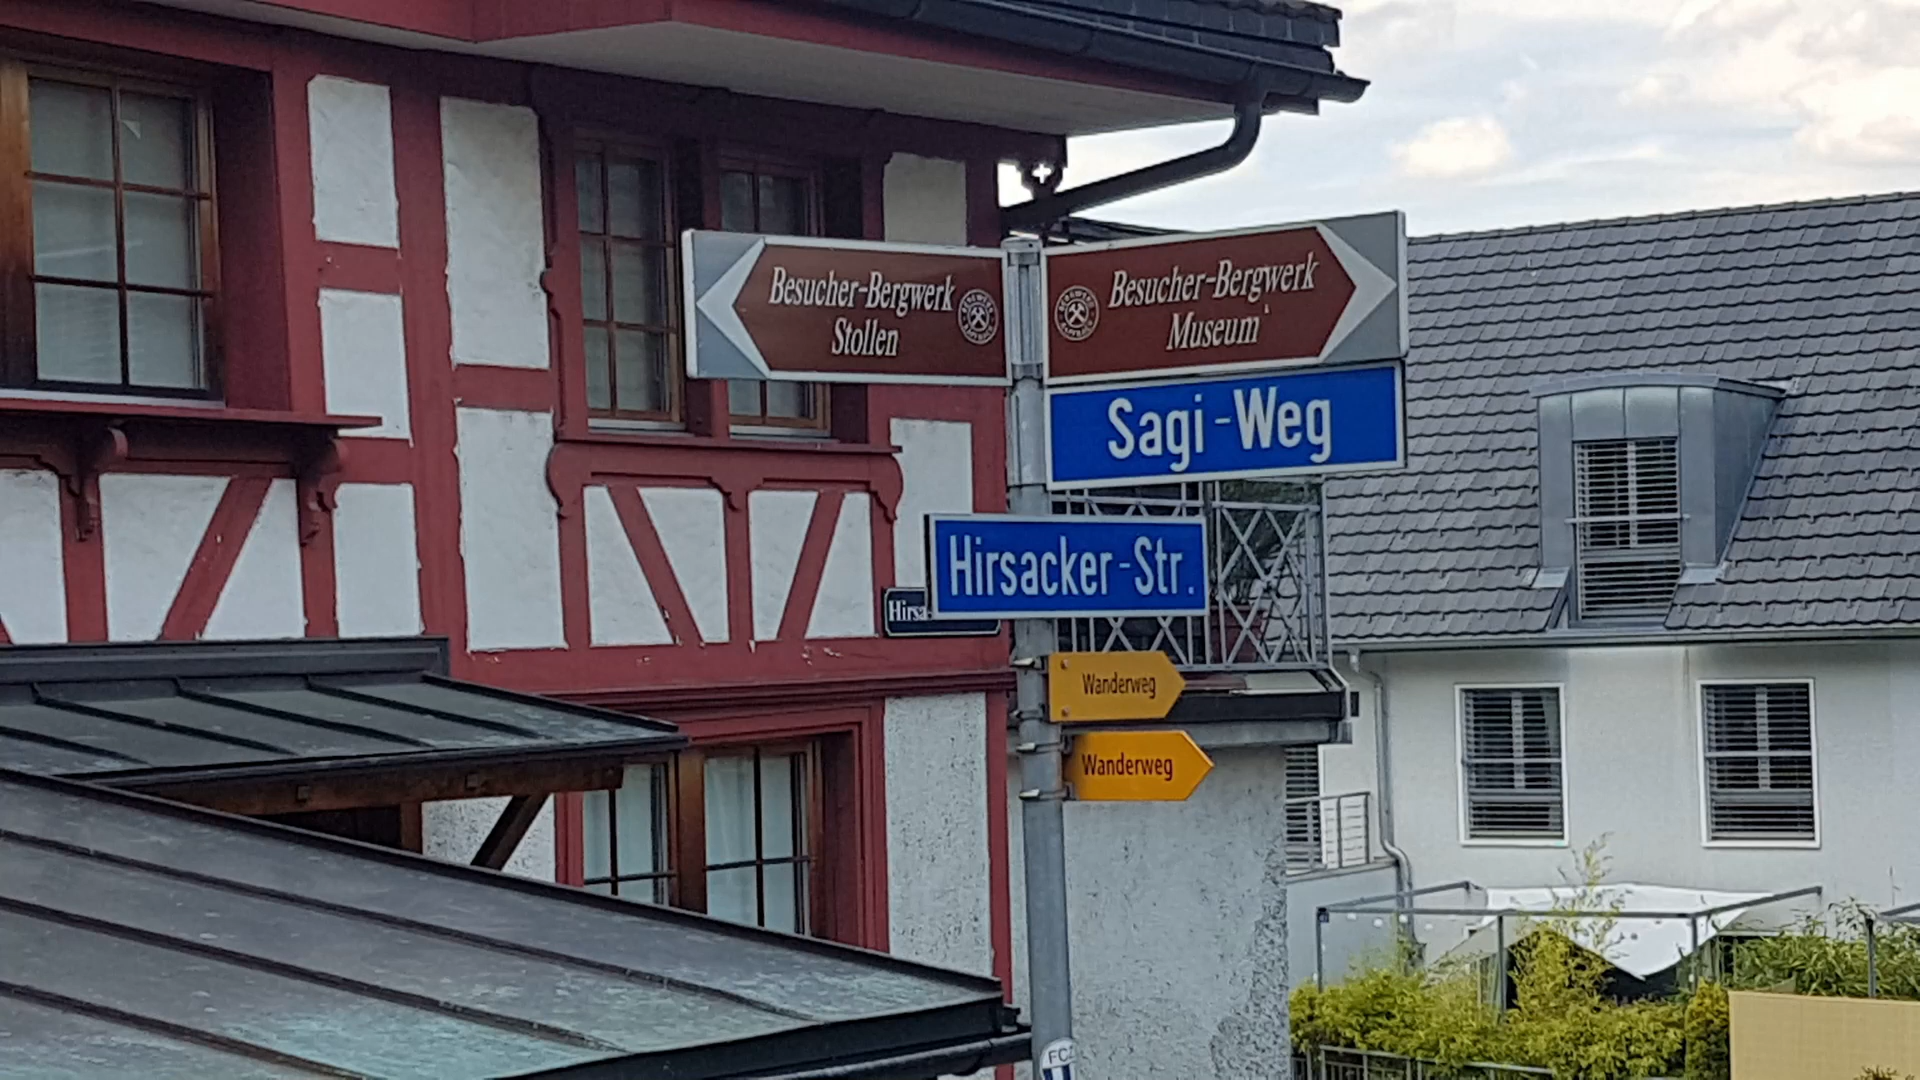 Besucher-Bergwerk
Stollen
Besucher-Bergwerk
Museum
Sagi-Weg
Hirsacker-Str.
Wanderweg
Wanderweg